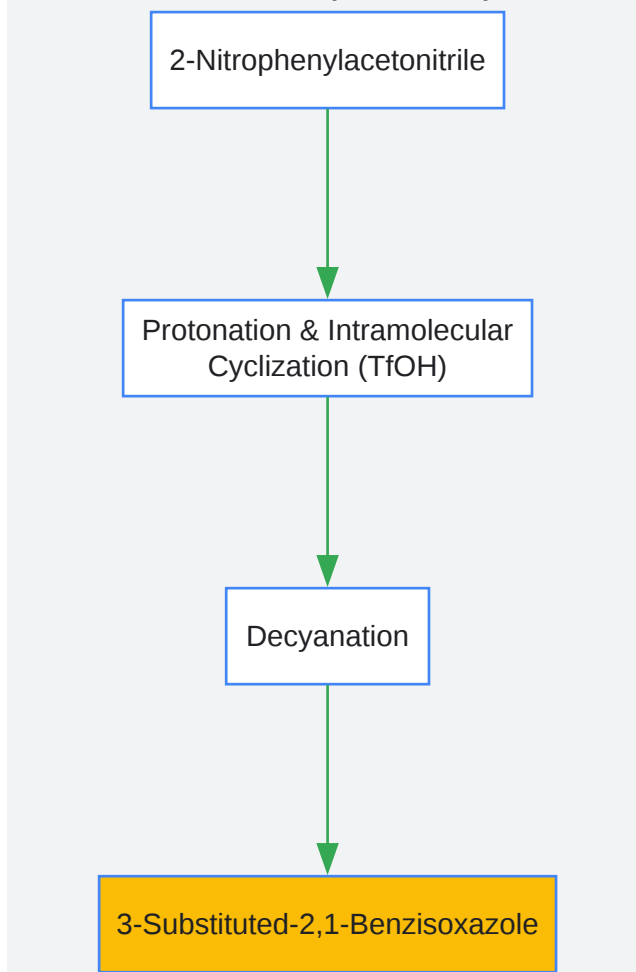 2-Nitrophenylacetonitrile
Protonation & Intramolecular
Cyclization (TfOH)
Decyanation
3-Substituted-2,1-Benzisoxazole